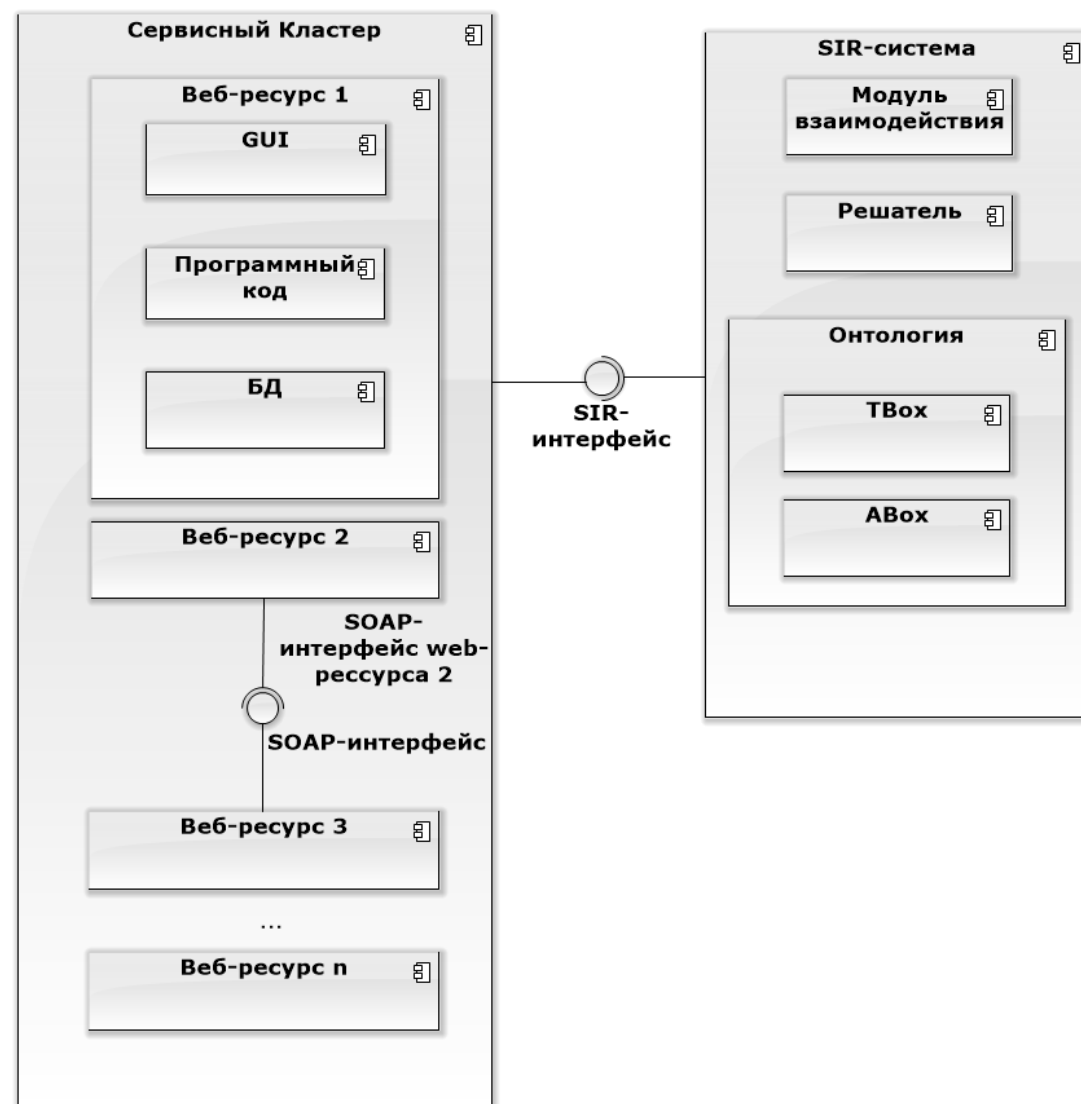 Сервисный Кластер
Веб-ресурс 1
GUI
Программный
код
БД
Веб-ресурс 2
SOAP-
интерфейс web-
рессурса 2
SOAP-интерфейс
Веб-ресурс 3
...
Веб-ресурс n
SIR-
интерфейс
SIR-система
Модуль
взаимодействия
Решатель
Онтология
TBox
ABox